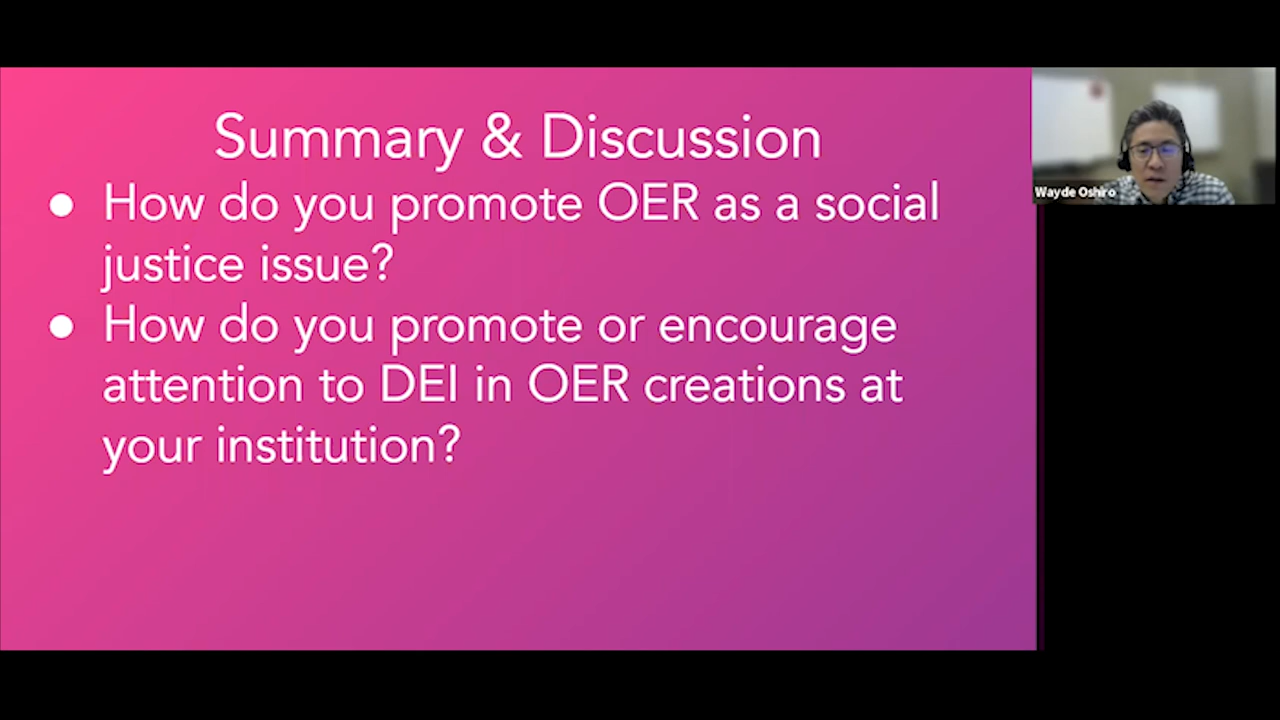 Summary & Discussion
● How do you promote OER as a social
justice issue?
● How do you promote or encourage
attention to DEI in OER creations at
your institution?
Wayde Oshiro